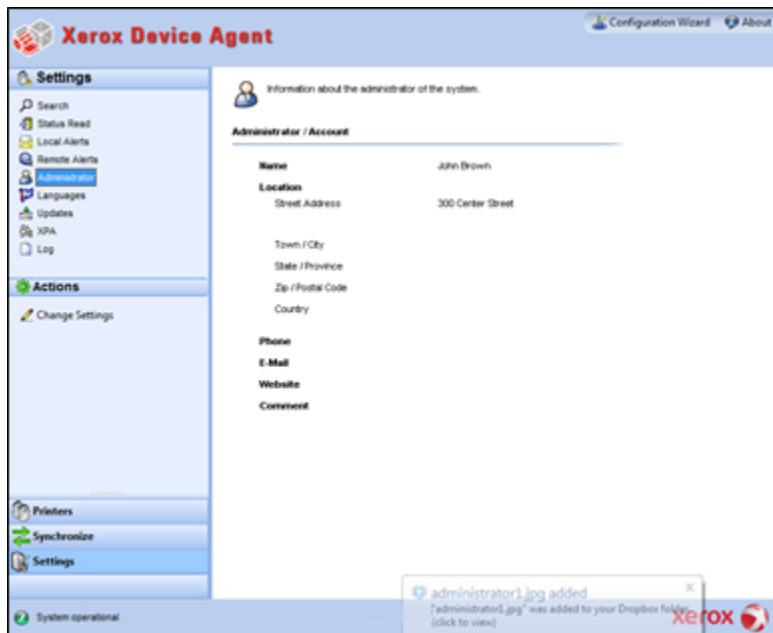 Xerox Device Agent
Configuration Wizard About
Settings
Search
Status Read
Local Alerts
Remote Alerts
Administrator
Languages
Updates
XPA
Log
Actions
Change Settings
Printers
Synchronize
Settings
System operational
Information about the administrator of the system.
Administrator / Account
Name John Brown
Location
Street Address 300 Center Street
Town / City
State / Province
Zip / Postal Code
Country
Phone
E-Mail
Website
Comment
administrator1.jpg added
"administrator1.jpg" was added to your Dropbox folder
(click to view)
xerox